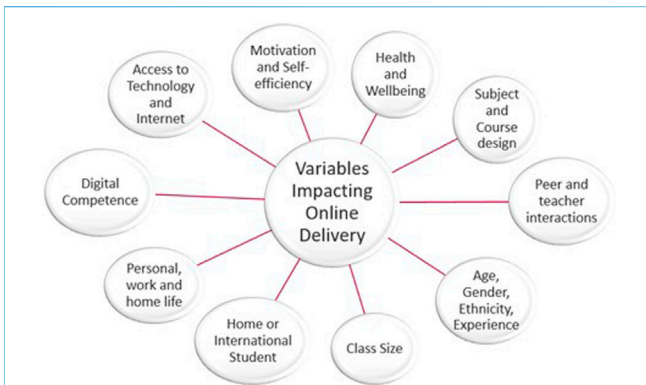 Motivation
and Self-
efficiency
Health
and
Wellbeing
Access to
Technology
and
Internet
Subject
and
Course
design
Variables
Impacting
Online
Delivery
Digital
Competence
Peer and
teacher
interactions
Personal,
work and
home life
Age,
Gender,
Ethnicity,
Experience
Home or
International
Student
Class Size